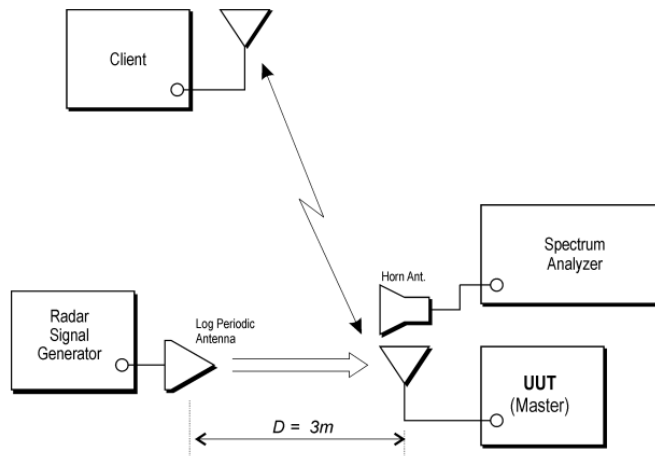 Client
Spectrum
Analyzer
Horn Ant.
Radar
Signal
Generator
Log Periodic
Antenna
UUT
(Master)
D = 3m